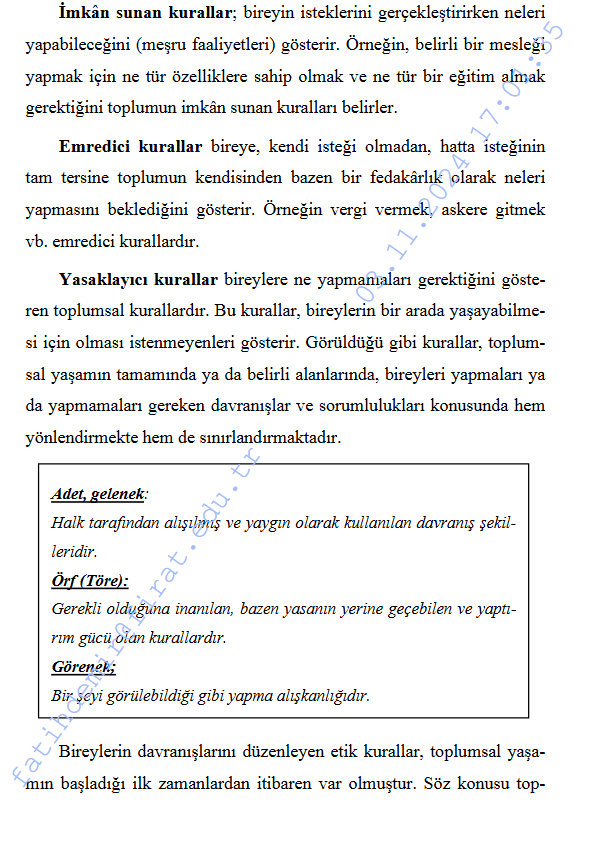 İmkân sunan kurallar; bireyin isteklerini gerçekleştirirken neleri
yapabileceğini (meşru faaliyetleri) gösterir. Örneğin, belirli bir mesleği
yapmak için ne tür özelliklere sahip olmak ve ne tür bir eğitim almak
gerektiğini toplumun imkân sunan kuralları belirler.
Emredici kurallar bireye, kendi isteği olmadan, hatta isteğinin
tam tersine toplumun kendisinden bazen bir fedakârlık olarak neleri
yapmasını beklediğini gösterir. Örneğin vergi vermek, askere gitmek
vb. emredici kurallardır.
Yasaklayıcı kurallar bireylere ne yapmamaları gerektiğini göste-
ren toplumsal kurallardır. Bu kurallar, bireylerin bir arada yaşayabilme-
si için olması istenmeyenleri gösterir. Görüldüğü gibi kurallar, toplum-
sal yaşamın tamamında ya da belirli alanlarında, bireyleri yapmaları ya
da yapmamaları gereken davranışlar ve sorumlulukları konusunda hem
yönlendirmekte hem de sınırlandırmaktadır.
Adet, gelenek:
Halk tarafından alışılmış ve yaygın olarak kullanılan davranış şekil-
leridir.
Örf (Töre):
Gerekli olduğuna inanılan, bazen yasanın yerine geçebilen ve yaptı-
rım gücü olan kurallardır.
Görenek;
Bir şeyi görülebildiği gibi yapma alışkanlığıdır.
Bireylerin davranışlarını düzenleyen etik kurallar, toplumsal yaşa-
mın başladığı ilk zamanlardan itibaren var olmuştur. Söz konusu top-
03.11.2024 17:01:55